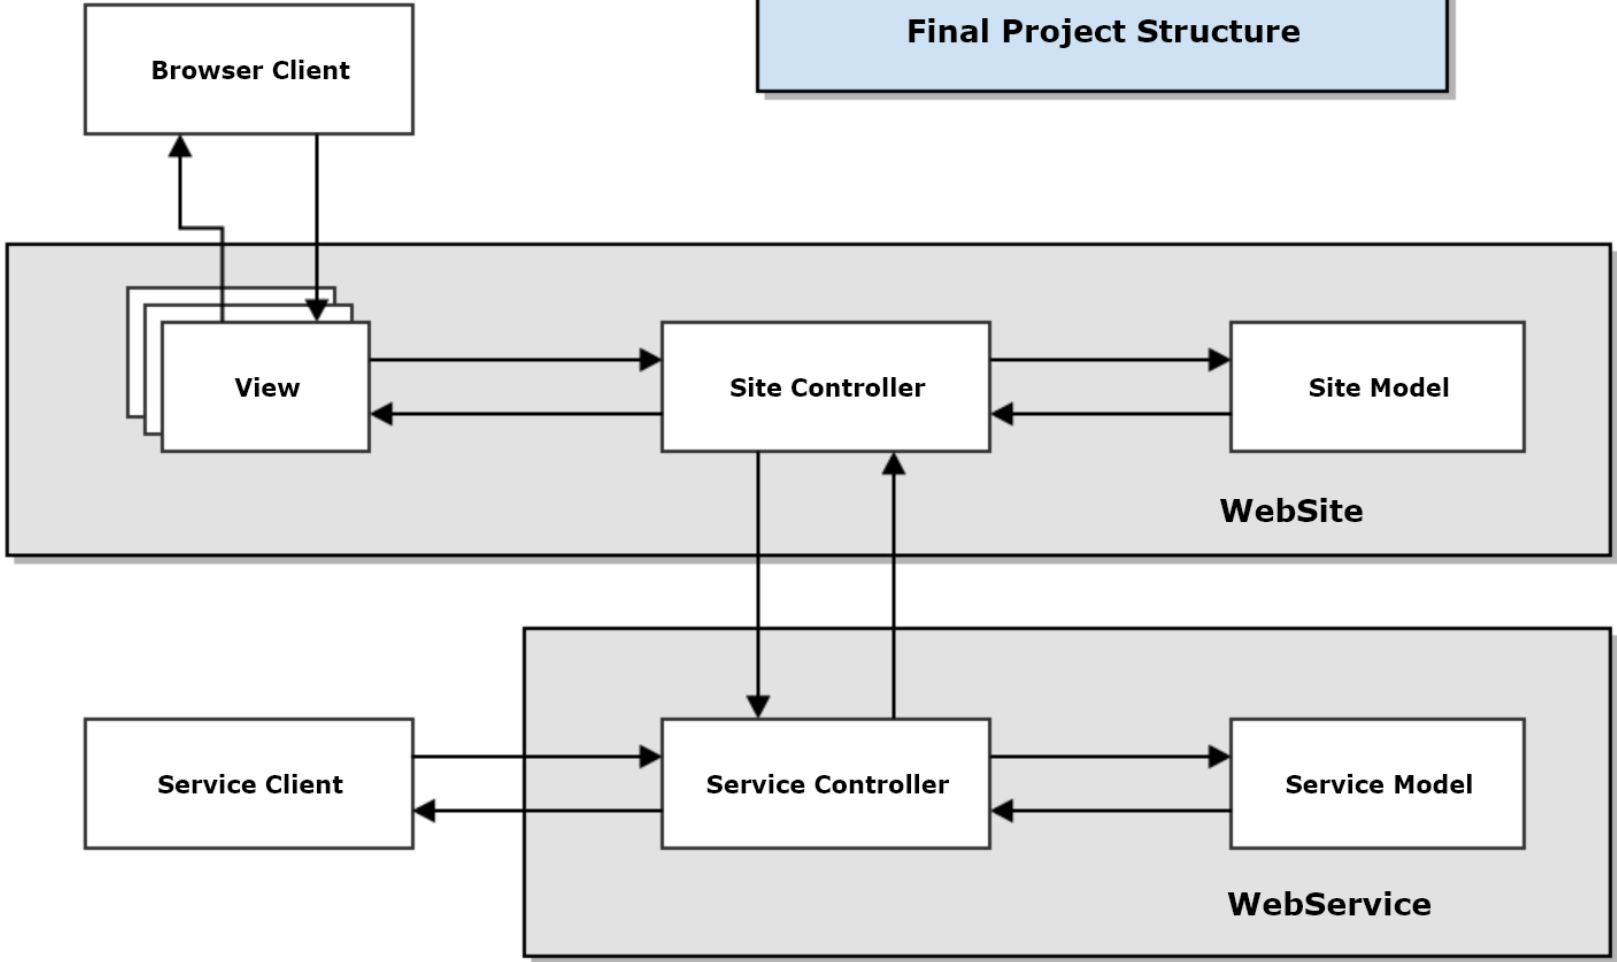 Final Project Structure
Browser Client
View
Site Controller
Site Model
WebSite
Service Client
Service Controller
Service Model
WebService